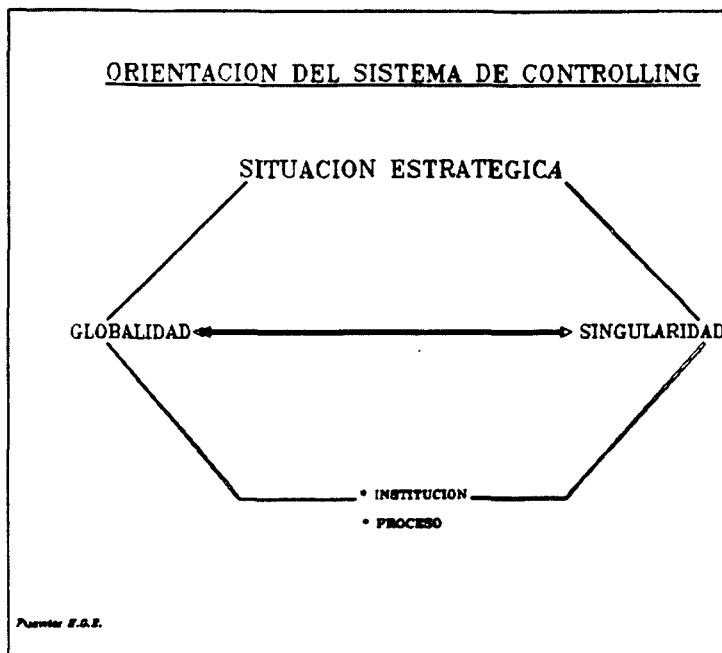 ORIENTACION DEL SISTEMA DE CONTROLLING
SITUACION ESTRATEGICA
GLOBALIDAD
SINGULARIDAD
* INSTITUCION
* PROCESO